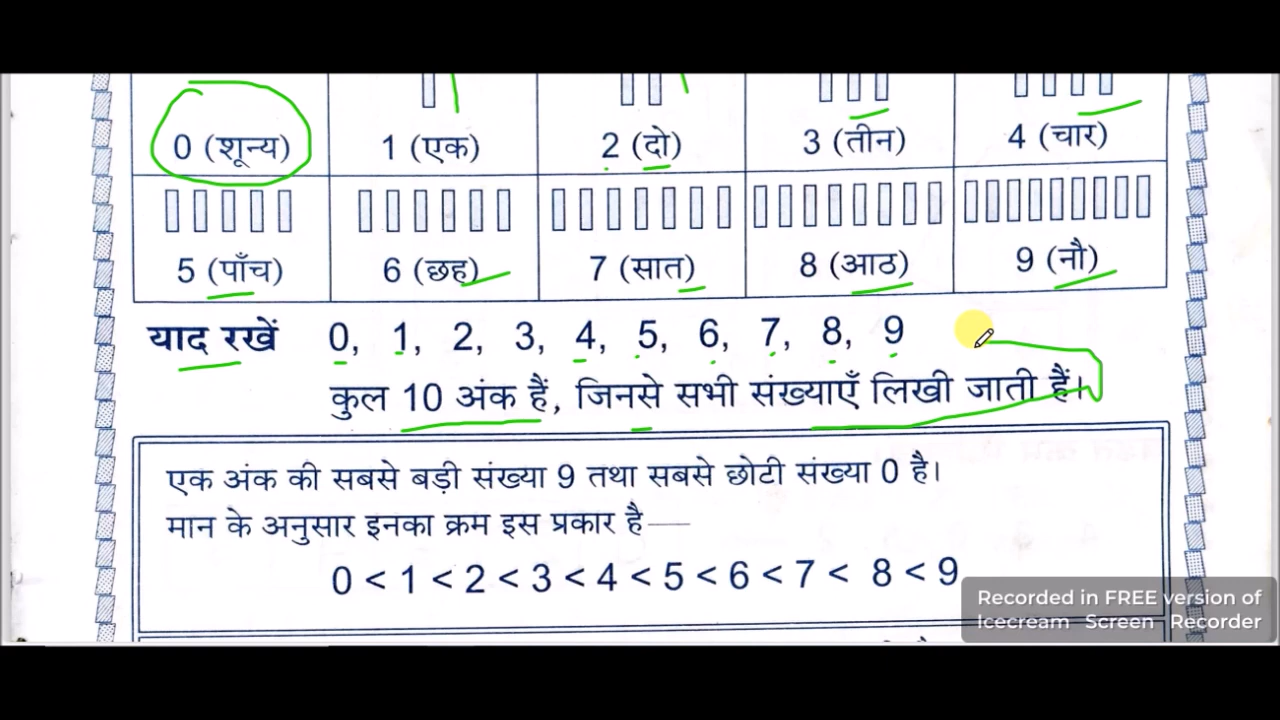 0 (शून्य) 1 (एक) 2 (दो) 3 (तीन) 4 (चार)
5 (पाँच) 6 (छह) 7 (सात) 8 (आठ) 9 (नौ)
याद रखें 0, 1, 2, 3, 4, 5, 6, 7, 8, 9
कुल 10 अंक हैं, जिनसे सभी संख्याएँ लिखी जाती हैं।
एक अंक की सबसे बड़ी संख्या 9 तथा सबसे छोटी संख्या 0 है।
मान के अनुसार इनका क्रम इस प्रकार है—
0 < 1 < 2 < 3 < 4 < 5 < 6 < 7 < 8 < 9
Recorded in FREE version of
Icecream Screen Recorder